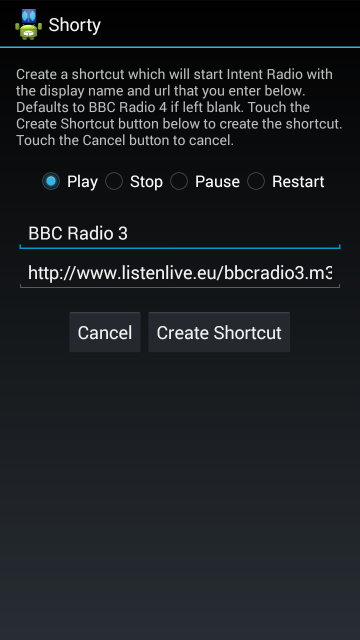 Shorty
Create a shortcut which will start Intent Radio with
the display name and url that you enter below.
Defaults to BBC Radio 4 if left blank. Touch the
Create Shortcut button below to create the shortcut.
Touch the Cancel button to cancel.
Play Stop Pause Restart
BBC Radio 3
http://www.listenlive.eu/bbcradio3.m3
Cancel Create Shortcut